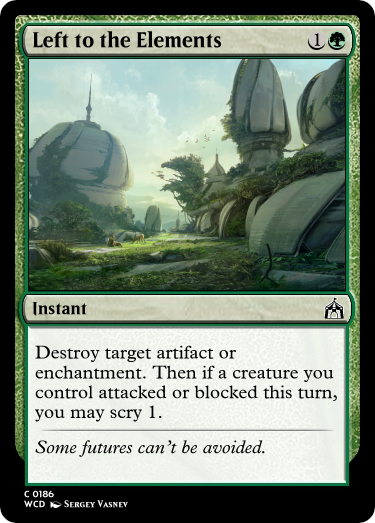 Left to the Elements 1
Instant
Destroy target artifact or
enchantment. Then if a creature you
control attacked or blocked this turn,
you may scry 1.
Some futures can't be avoided.
C 0186
WCD Sergey Vasnev